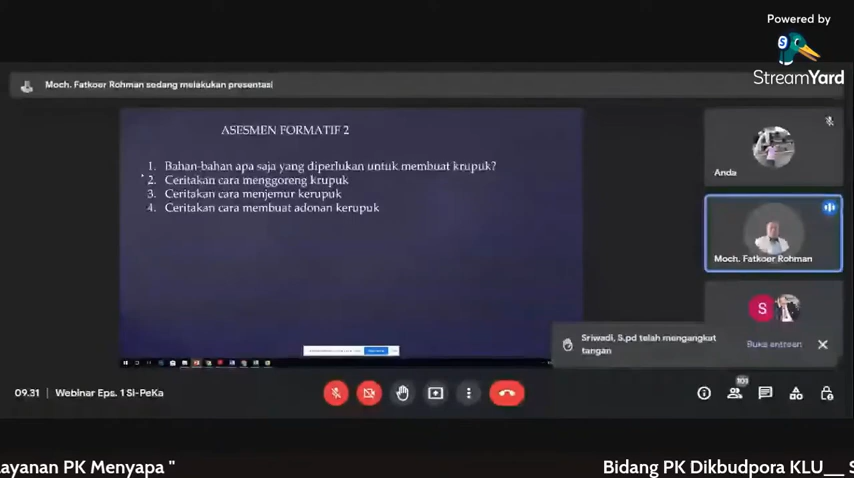 Powered by
StreamYard
Moch. Fatkoer Rohman sedang melakukan presentasi
ASESMEN FORMATIF 2
1. Bahan-bahan apa saja yang diperlukan untuk membuat krupuk?
2. Ceritakan cara menggoreng krupuk
3. Ceritakan cara menjemur kerupuk
4. Ceritakan cara membuat adonan kerupuk
Anda
Moch. Fatkoer Rohman
S
Sriwadi, S.pd telah mengangkat
tangan
Buka antrean
09.31 | Webinar Eps. 1 SI-PeKa
101
ayanan PK Menyapa "
Bidang PK Dikbudpora KLU__ S